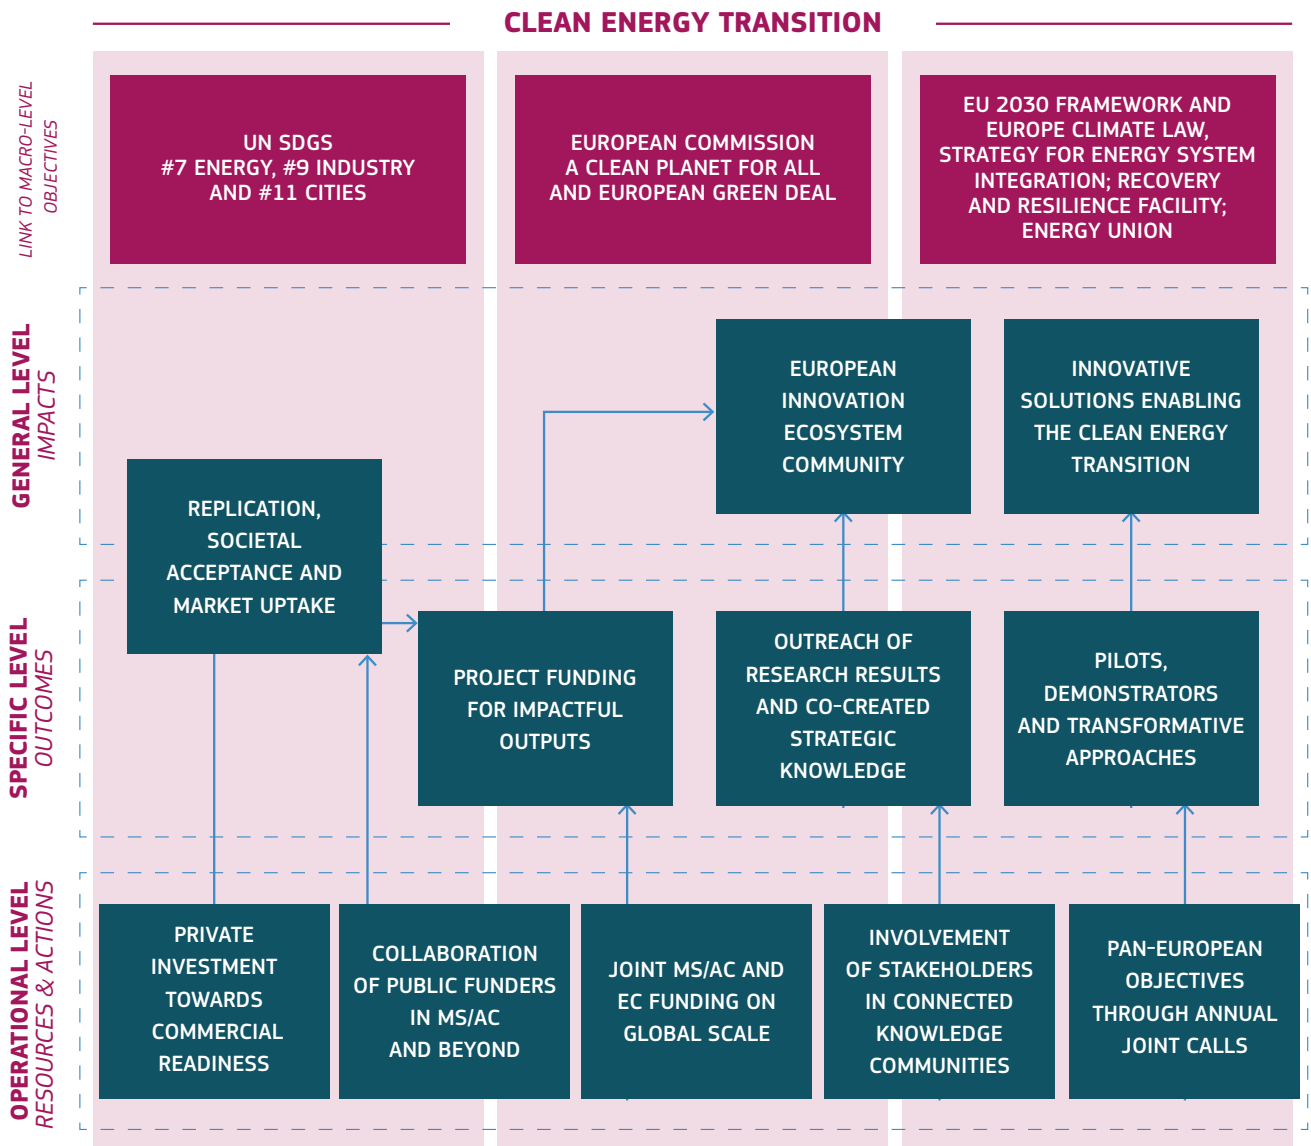 CLEAN ENERGY TRANSITION
LINK TO MACRO-LEVEL
OBJECTIVES
UN SDGS
#7 ENERGY, #9 INDUSTRY
AND #11 CITIES
EUROPEAN COMMISSION
A CLEAN PLANET FOR ALL
AND EUROPEAN GREEN DEAL
EU 2030 FRAMEWORK AND
EUROPE CLIMATE LAW,
STRATEGY FOR ENERGY SYSTEM
INTEGRATION; RECOVERY
AND RESILIENCE FACILITY;
ENERGY UNION
GENERAL LEVEL
IMPACTS
REPLICATION,
SOCIETAL
ACCEPTANCE AND
MARKET UPTAKE
EUROPEAN
INNOVATION
ECOSYSTEM
COMMUNITY
INNOVATIVE
SOLUTIONS ENABLING
THE CLEAN ENERGY
TRANSITION
SPECIFIC LEVEL
OUTCOMES
PROJECT FUNDING
FOR IMPACTFUL
OUTPUTS
OUTREACH OF
RESEARCH RESULTS
AND CO-CREATED
STRATEGIC
KNOWLEDGE
PILOTS,
DEMONSTRATORS
AND TRANSFORMATIVE
APPROACHES
OPERATIONAL LEVEL
RESOURCES & ACTIONS
PRIVATE
INVESTMENT
TOWARDS
COMMERCIAL
READINESS
COLLABORATION
OF PUBLIC FUNDERS
IN MS/AC
AND BEYOND
JOINT MS/AC AND
EC FUNDING ON
GLOBAL SCALE
INVOLVEMENT
OF STAKEHOLDERS
IN CONNECTED
KNOWLEDGE
COMMUNITIES
PAN-EUROPEAN
OBJECTIVES
THROUGH ANNUAL
JOINT CALLS